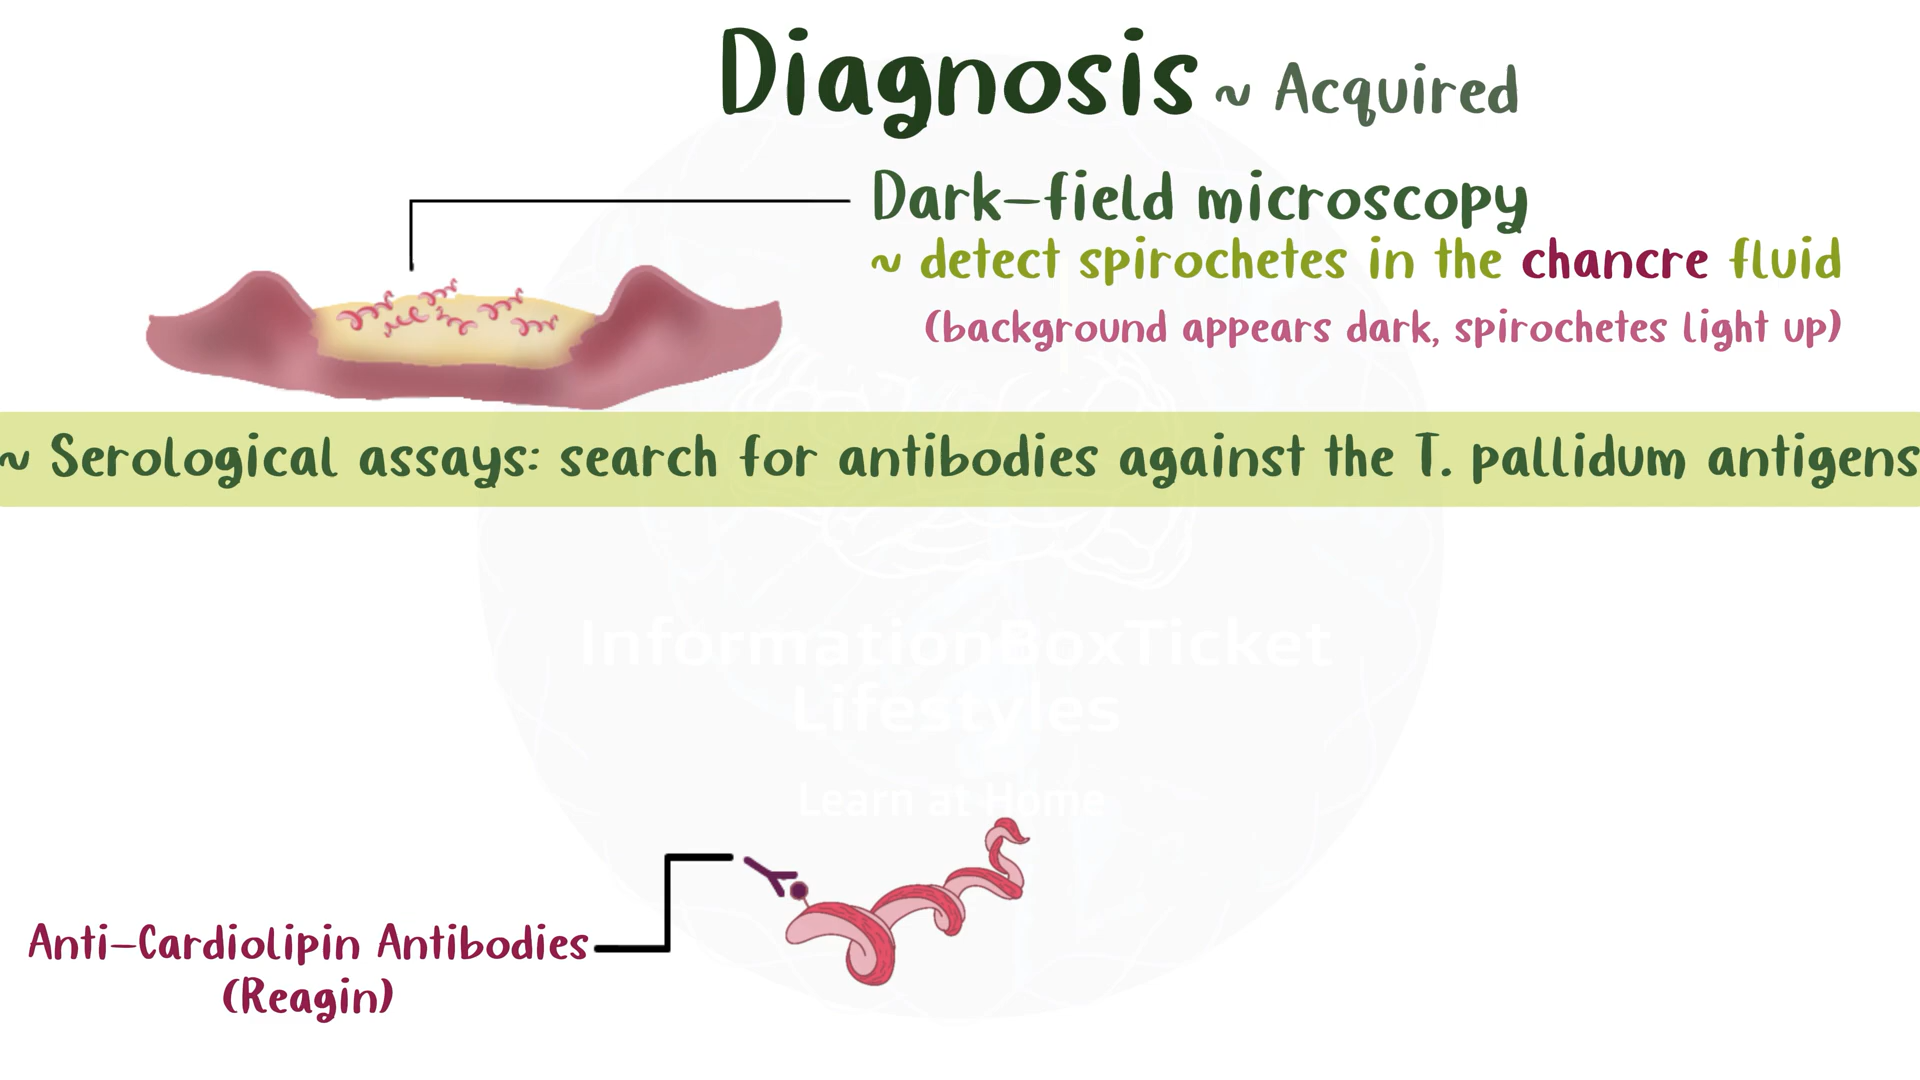 Diagnosis ~ Acquired
Dark-field microscopy
~ detect spirochetes in the chancre fluid
(background appears dark, spirochetes light up)
~ Serological assays: search for antibodies against the T. pallidum antigens
InformationBoxTicket
Lifestyles
Learn at Home
Anti-Cardiolipin Antibodies
(Reagin)